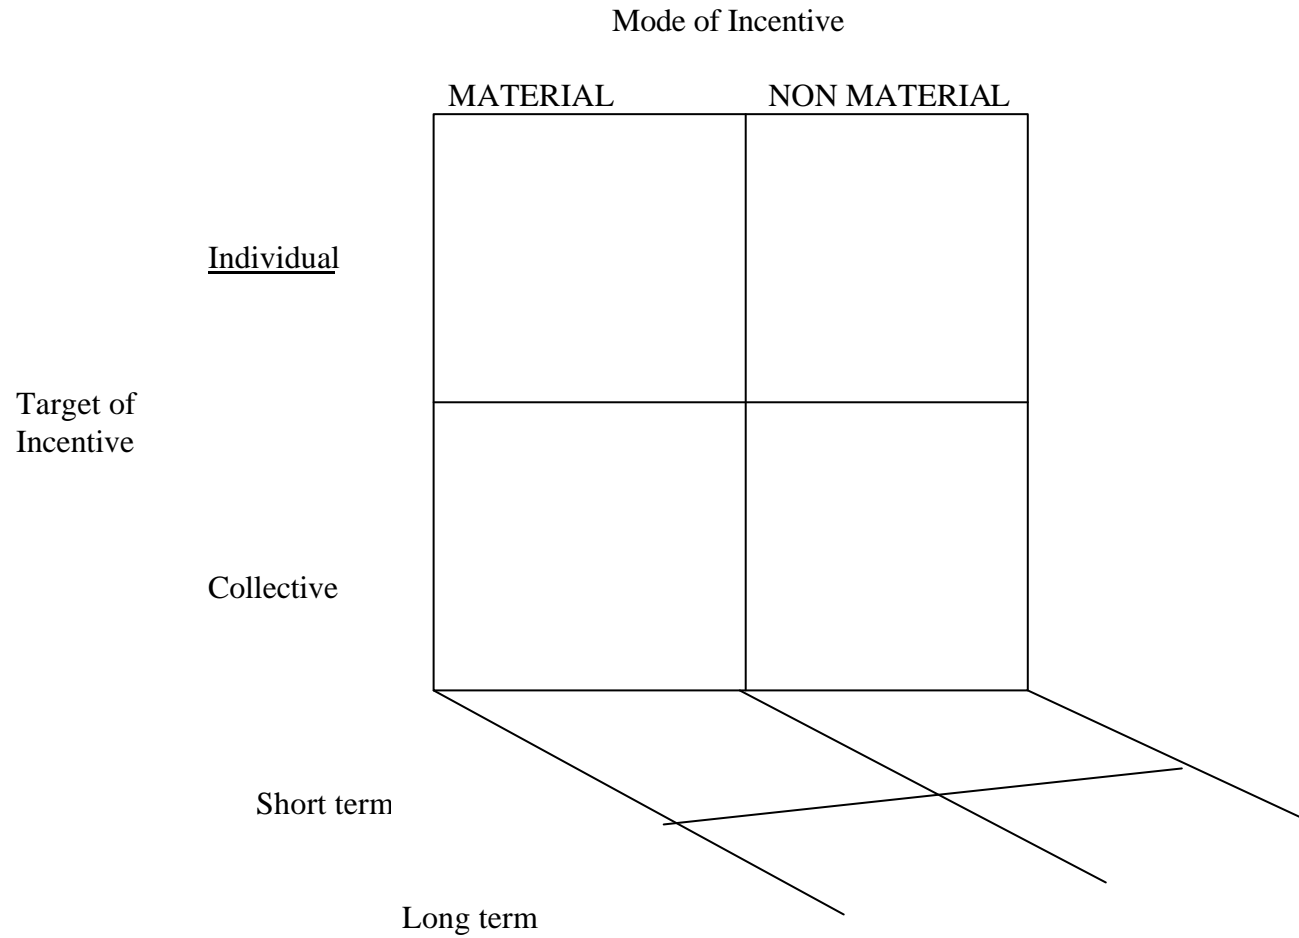 Mode of Incentive
MATERIAL
NON MATERIAL
Individual
Target of
Incentive
Collective
Short term
Long term